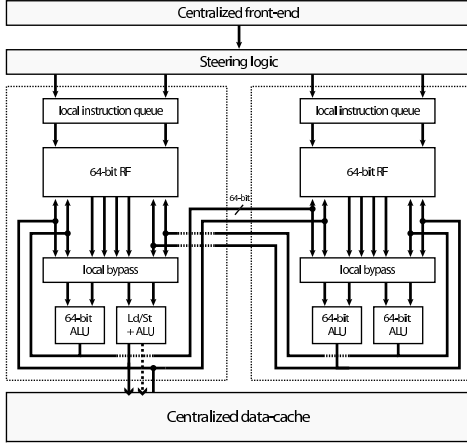 Centralized front-end
Steering logic
local instruction queue
local instruction queue
64-bit RF
64-bit RF
64-bit
local bypass
local bypass
64-bit
ALU
Ld/St
+ ALU
64-bit
ALU
64-bit
ALU
Centralized data-cache